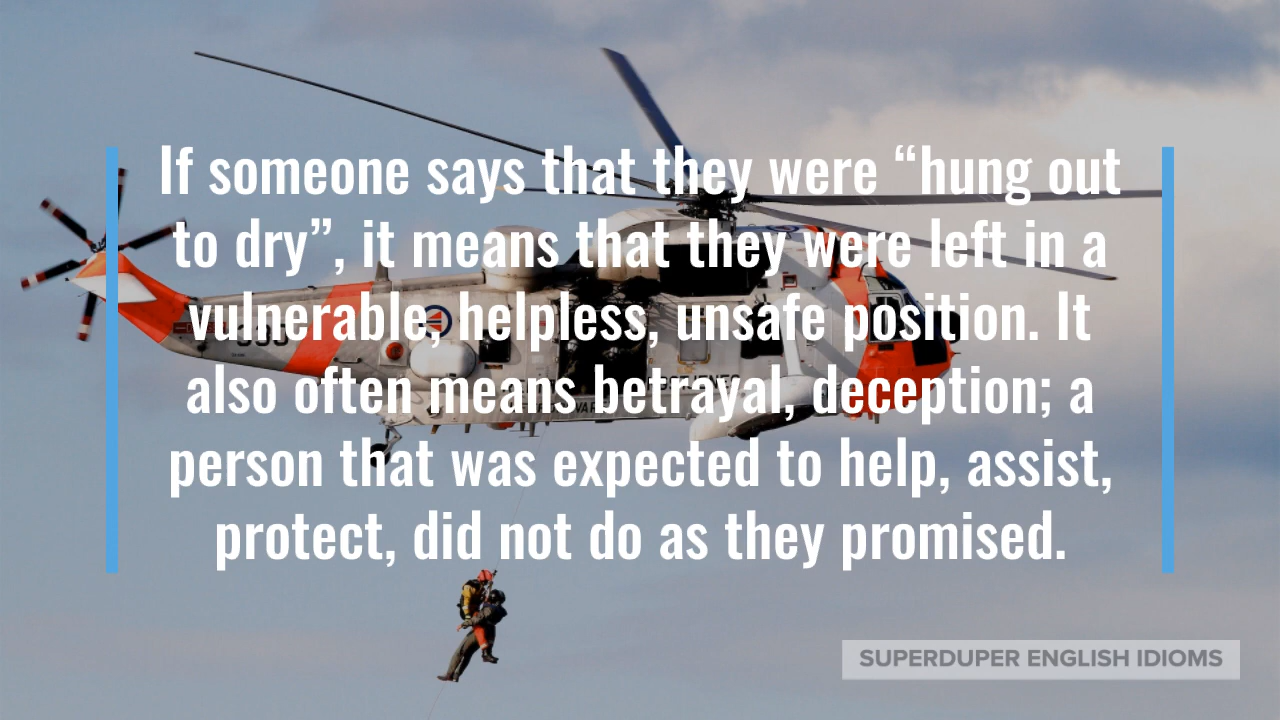 If someone says that they were “hung out
to dry”, it means that they were left in a
vulnerable, helpless, unsafe position. It
also often means betrayal, deception; a
person that was expected to help, assist,
protect, did not do as they promised.
SUPERDUPER ENGLISH IDIOMS